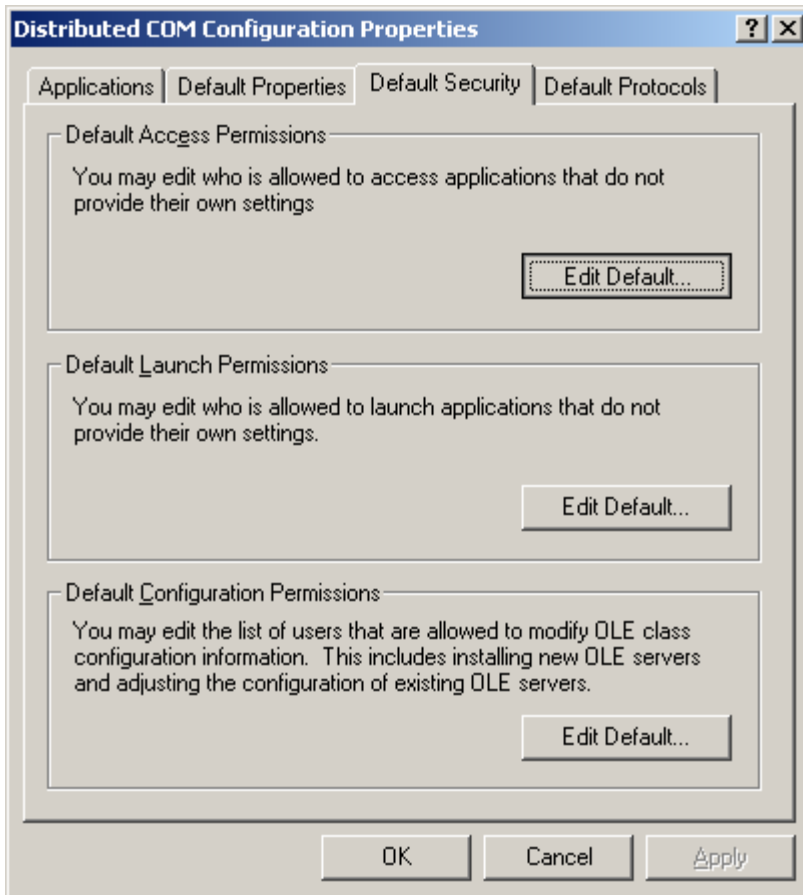 Distributed COM Configuration Properties
Applications Default Properties Default Security Default Protocols
Default Access Permissions
You may edit who is allowed to access applications that do not
provide their own settings
Edit Default...
Default Launch Permissions
You may edit who is allowed to launch applications that do not
provide their own settings.
Edit Default...
Default Configuration Permissions
You may edit the list of users that are allowed to modify OLE class
configuration information.  This includes installing new OLE servers
and adjusting the configuration of existing OLE servers.
Edit Default...
OK Cancel Apply